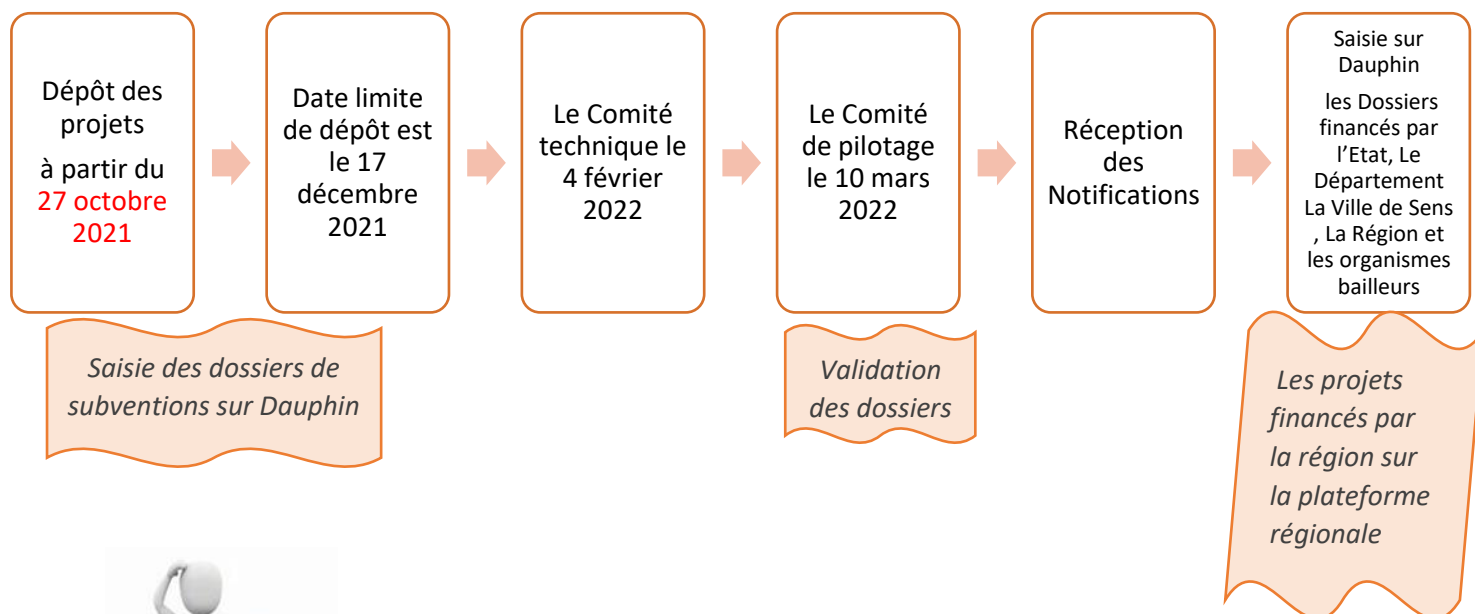 Dépôt des
projets
à partir du
27 octobre
2021
Date limite
de dépôt est
le 17
décembre
2021
Le Comité
technique le
4 février
2022
Le Comité
de pilotage
le 10 mars
2022
Réception
des
Notifications
Saisie sur
Dauphin
les Dossiers
financés par
l’Etat, Le
Département
La Ville de Sens
, La Région et
les organismes
bailleurs
Saisie des dossiers de
subventions sur Dauphin
Validation
des dossiers
Les projets
financés par
la région sur
la plateforme
régionale